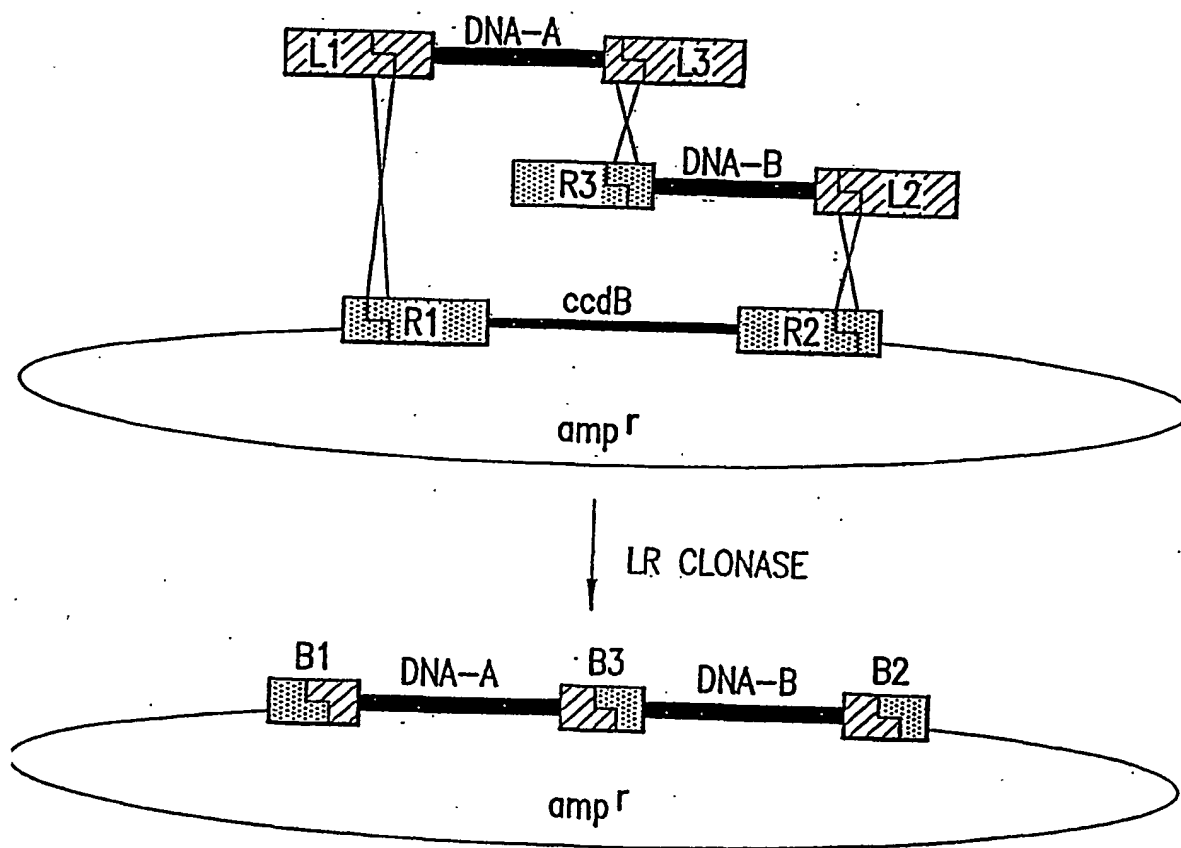 DNA-A
L1
L3
DNA-B
R3
L2
ccdB
R1
R2
amp r
LR CLONASE
B1
DNA-A
B3
DNA-B
B2
amp r